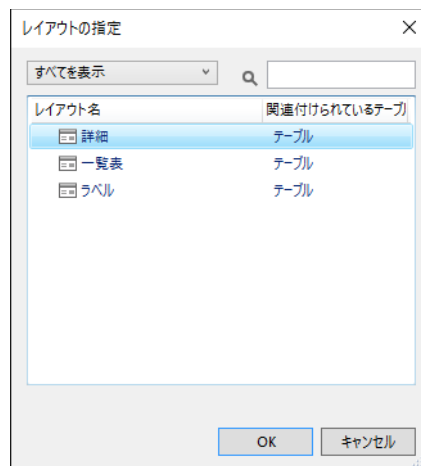 レイアウトの指定
すべてを表示
レイアウト名 関連付けられているテーブル
詳細 テーブル
一覧表 テーブル
ラベル テーブル
OK キャンセル